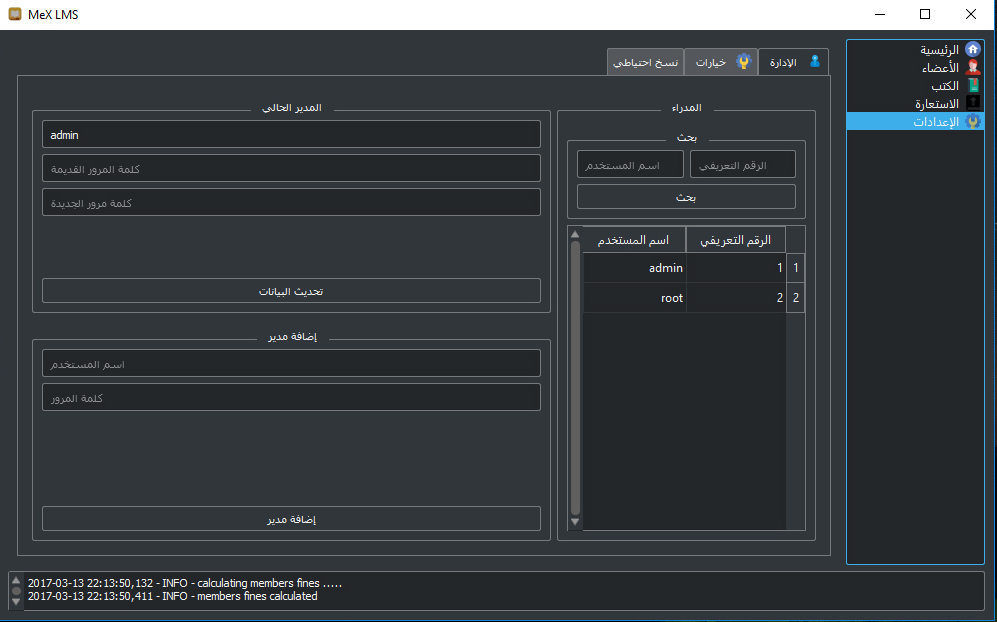 MeX LMS
الرئيسية
الأعضاء
الكتب
الاستعارة
الإعدادات
الإدارة
خيارات
نسخ احتياطي
المدراء
بحث
الرقم التعريفي
اسم المستخدم
بحث
الرقم التعريفي اسم المستخدم
1 1 admin
2 2 root
المدير الحالي
admin
كلمة المرور القديمة
كلمة مرور الجديدة
تحديث البيانات
إضافة مدير
اسم المستخدم
كلمة المرور
إضافة مدير
2017-03-13 22:13:50,132 - INFO - calculating members fines .....
2017-03-13 22:13:50,411 - INFO - members fines calculated